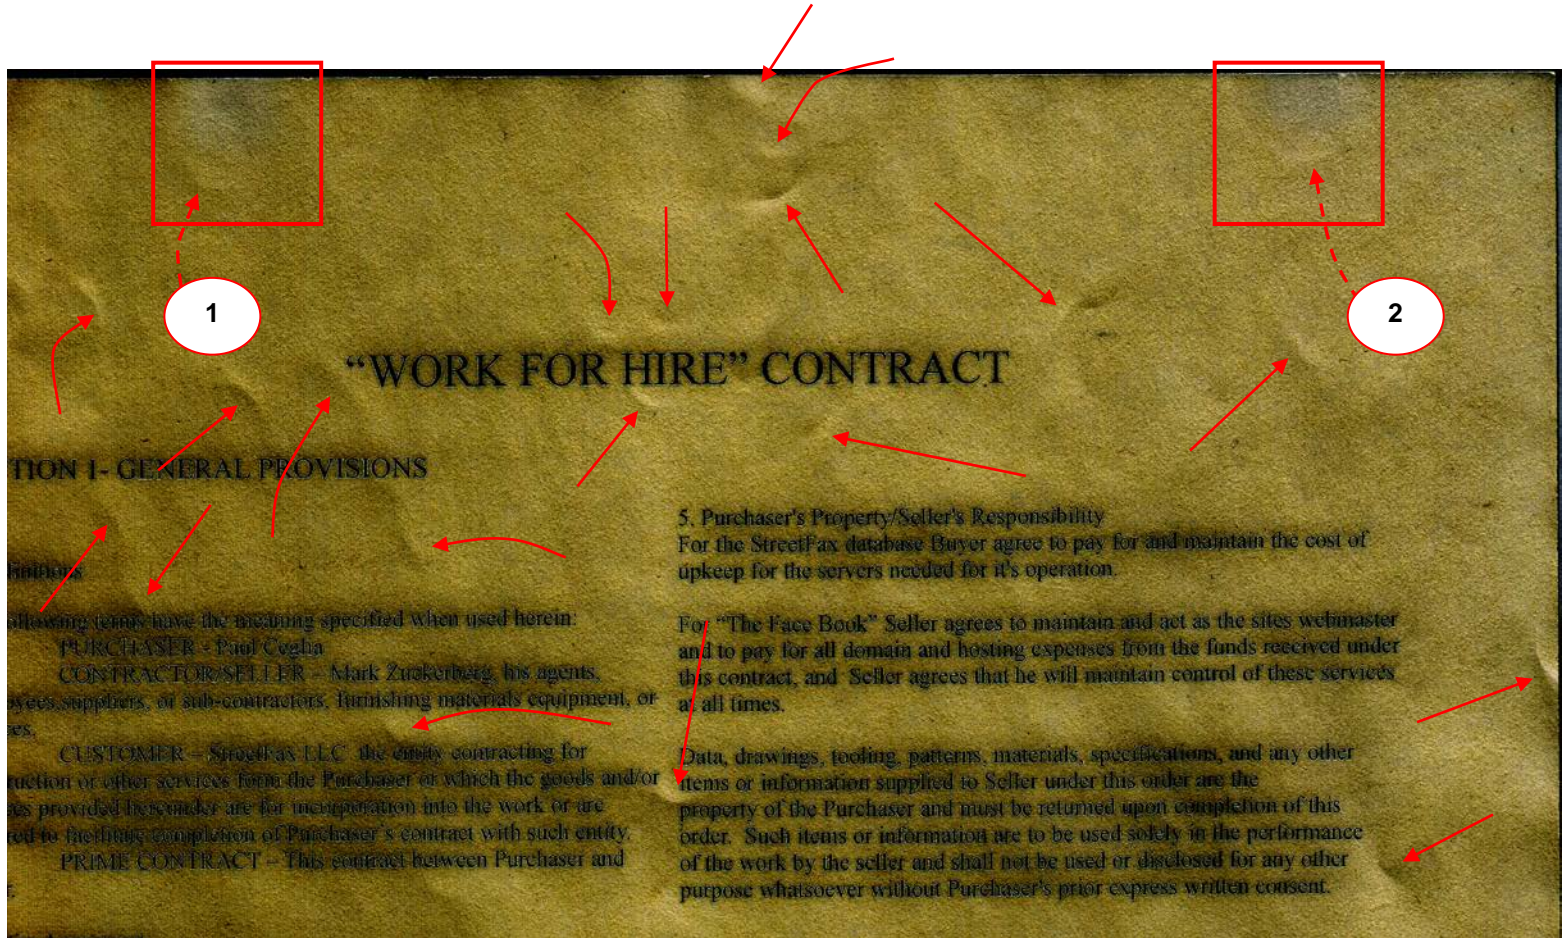 1
2
“WORK FOR HIRE” CONTRACT
TION 1- GENERAL PROVISIONS
finitions
ollowing terms have the meaning specified when used herein:
PURCHASER - Paul Ceglia
CONTRACTOR/SELLER – Mark Zuckerberg, his agents,
oyees,suppliers, or sub-contractors, furnishing materials equipment, or
es.
CUSTOMER – StreetFax LLC the entity contracting for
ruction or other services form the Purchaser or which the goods and/or
es provided hereunder are for incorporation into the work or are
red to facilitate completion of Purchaser's contract with such entity.
PRIME CONTRACT – This contract between Purchaser and
5. Purchaser's Property/Seller's Responsibility
For the StreetFax database Buyer agree to pay for and maintain the cost of
upkeep for the servers needed for it's operation.
For “The Face Book” Seller agrees to maintain and act as the sites webmaster
and to pay for all domain and hosting expenses from the funds received under
this contract, and Seller agrees that he will maintain control of these services
at all times.
Data, drawings, tooling, patterns, materials, specifications, and any other
items or information supplied to Seller under this order are the
property of the Purchaser and must be returned upon completion of this
order. Such items or information are to be used solely in the performance
of the work by the seller and shall not be used or disclosed for any other
purpose whatsoever without Purchaser's prior express written consent.